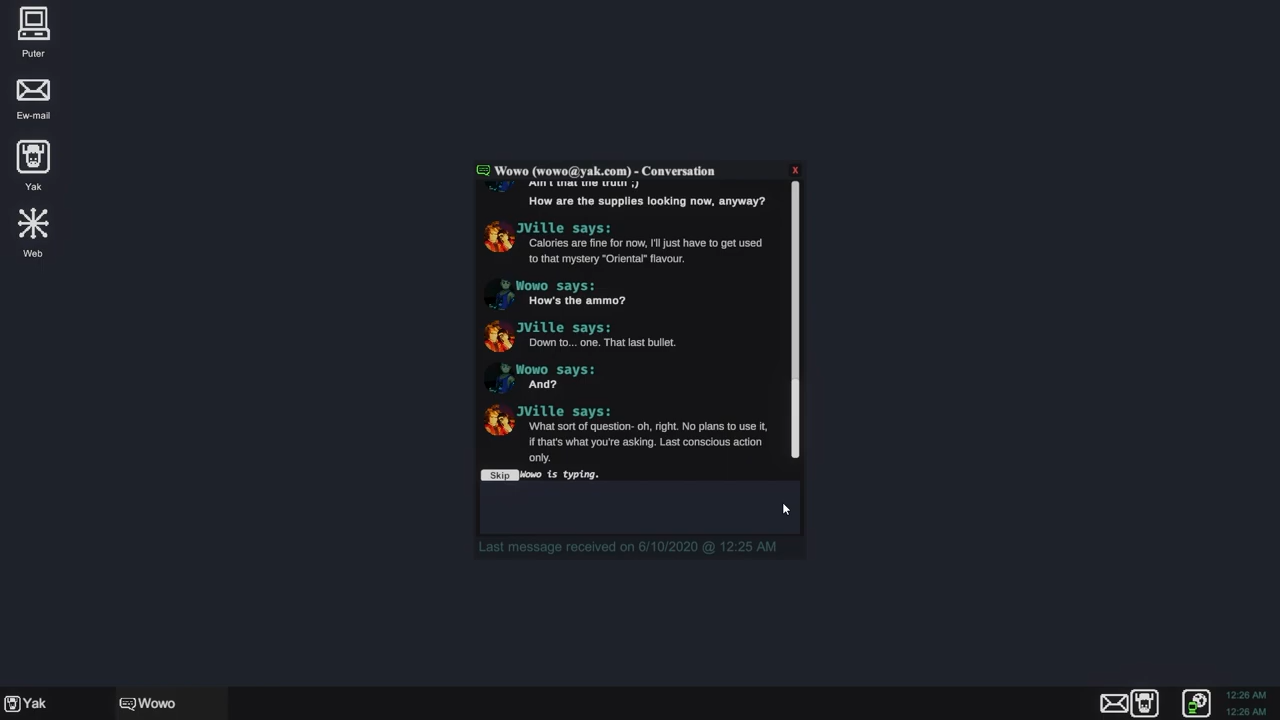 Puter
Ew-mail
Yak
Web
Wowo (wowo@yak.com) - Conversation
x
Ain't that the truth ;)
How are the supplies looking now, anyway?
JVille says:
Calories are fine for now, I'll just have to get used
to that mystery "Oriental" flavour.
Wowo says:
How's the ammo?
JVille says:
Down to... one. That last bullet.
Wowo says:
And?
JVille says:
What sort of question- oh, right. No plans to use it,
if that's what you're asking. Last conscious action
only.
Skip
Wowo is typing.
Last message received on 6/10/2020 @ 12:25 AM
Yak
Wowo
12:26 AM
12:26 AM